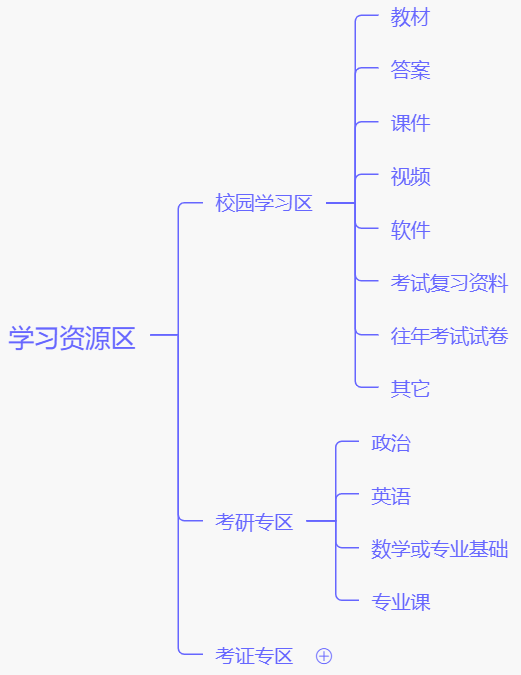 教材
答案
课件
视频
校园学习区
软件
考试复习资料
学习资源区
往年考试试卷
其它
政治
英语
考研专区
数学或专业基础
专业课
考证专区